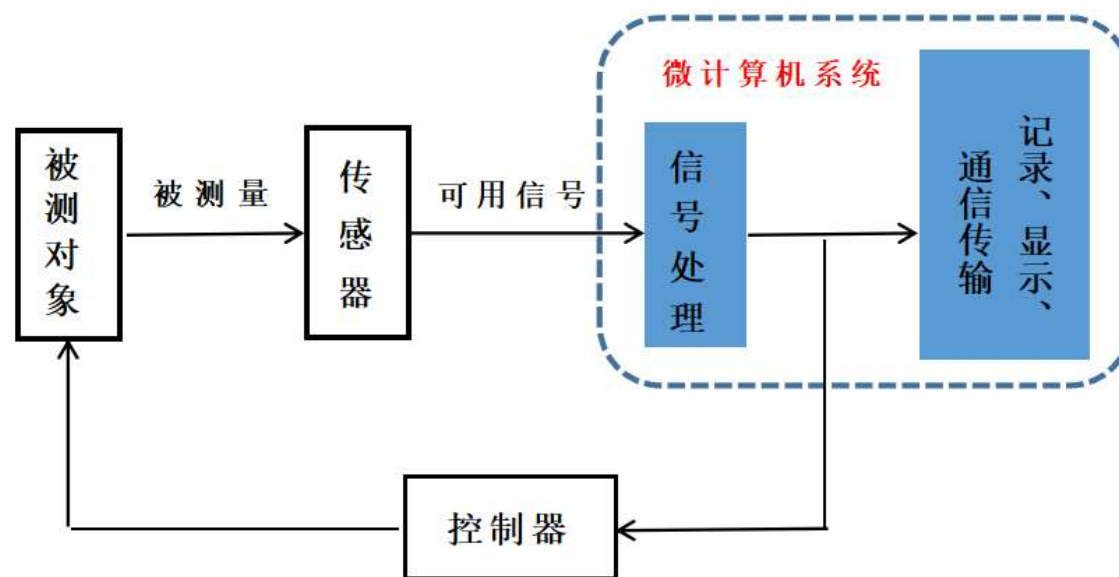 微计算机系统
被测对象
被测量
传感器
可用信号
信号处理
记录、显示、
通信传输
控制器